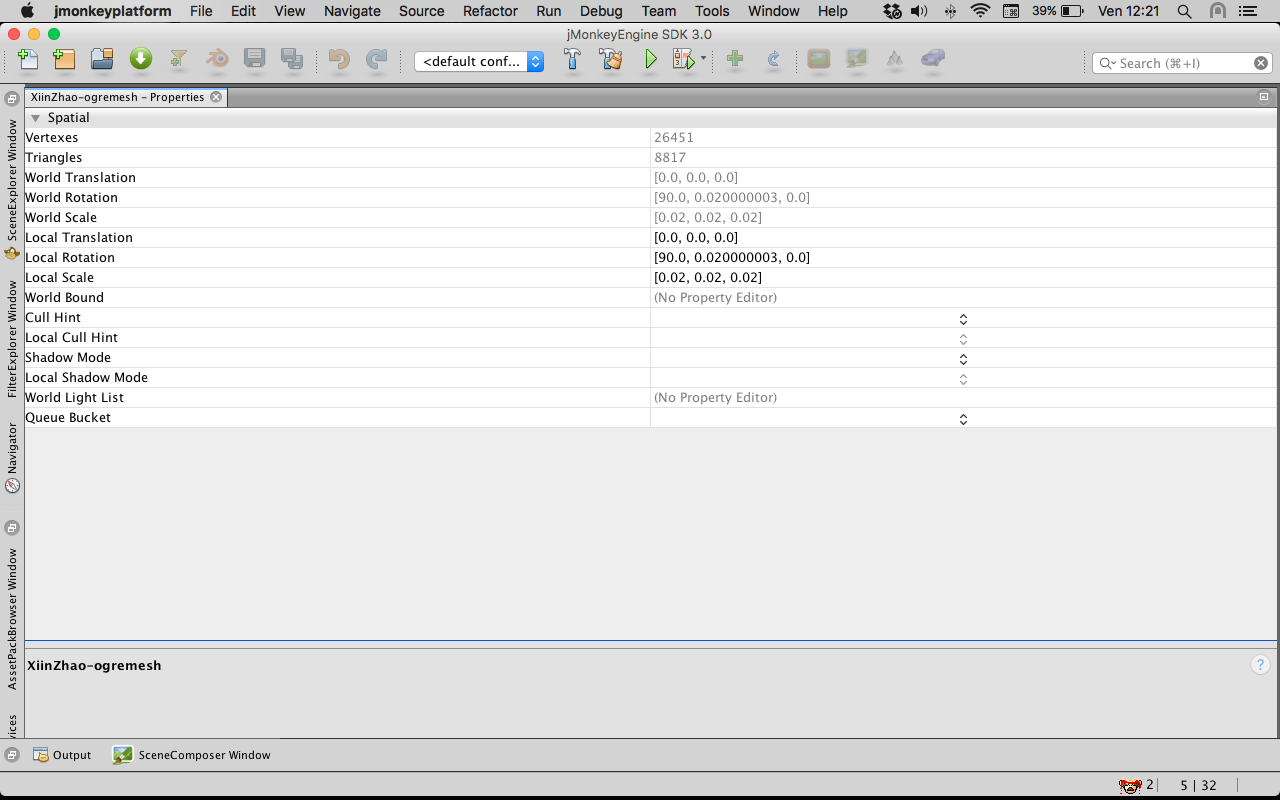 jmonkeyplatform File Edit View Navigate Source Refactor Run Debug Team Tools Window Help 39% Ven 12:21
jMonkeyEngine SDK 3.0
<default conf... Search (⌘+I)
XiinZhao-ogremesh – Properties
Spatial
Vertexes 26451
Triangles 8817
World Translation [0.0, 0.0, 0.0]
World Rotation [90.0, 0.020000003, 0.0]
World Scale [0.02, 0.02, 0.02]
Local Translation [0.0, 0.0, 0.0]
Local Rotation [90.0, 0.020000003, 0.0]
Local Scale [0.02, 0.02, 0.02]
World Bound (No Property Editor)
Cull Hint
Local Cull Hint
Shadow Mode
Local Shadow Mode
World Light List (No Property Editor)
Queue Bucket
SceneExplorer Window
FilterExplorer Window
Navigator
AssetPackBrowser Window
vices
XiinZhao-ogremesh ?
Output SceneComposer Window
2 5 | 32